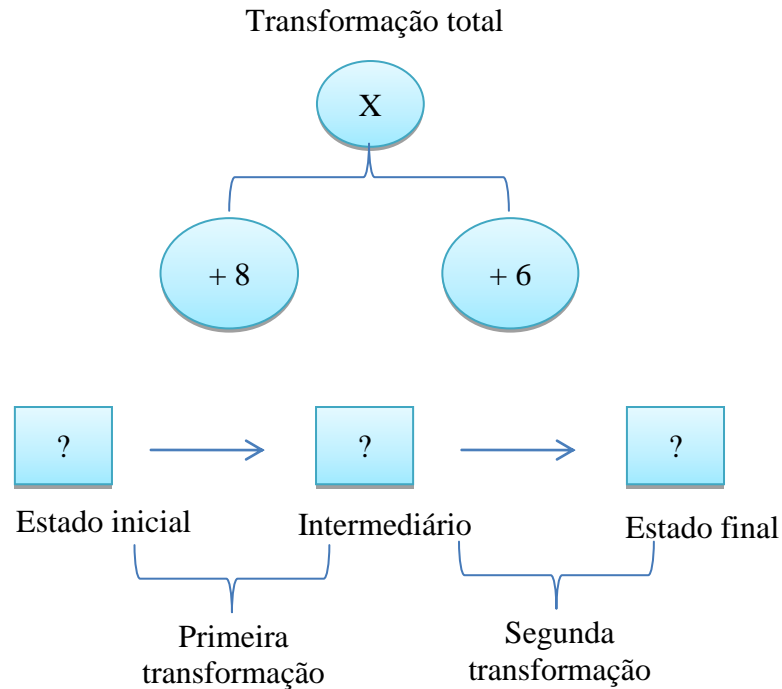 Transformação total
X
+ 8
+ 6
? ? ?
Estado inicial
Intermediário
Estado final
Primeira
transformação
Segunda
transformação